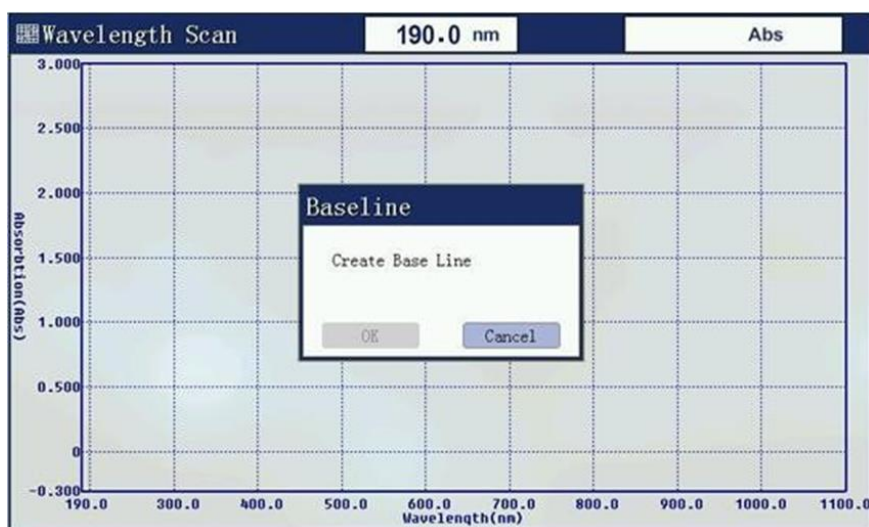 Wavelength Scan 190.0 nm Abs
3.000
2.500
2.000
1.500
1.000
0.500
0
-0.300
Absorbtion(Abs)
Baseline
Create Base Line
OK Cancel
190.0 300.0 400.0 500.0 600.0 700.0 800.0 900.0 1000.0 1100.0
Wavelength(nm)